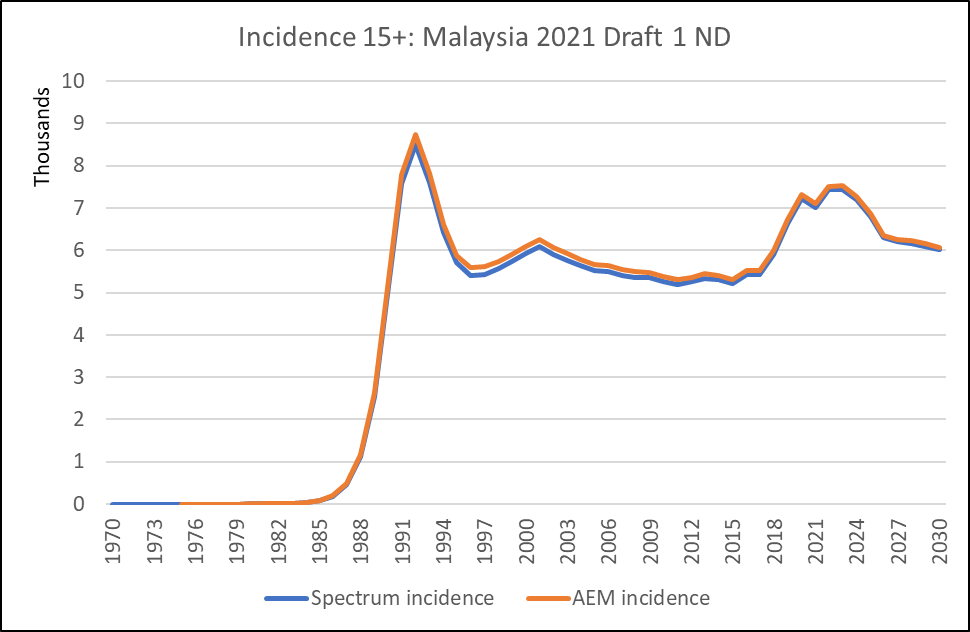 Incidence 15+: Malaysia 2021 Draft 1 ND
Thousands
10
9
8
7
6
5
4
3
2
1
0
1970 1973 1976 1979 1982 1985 1988 1991 1994 1997 2000 2003 2006 2009 2012 2015 2018 2021 2024 2027 2030
Spectrum incidence AEM incidence